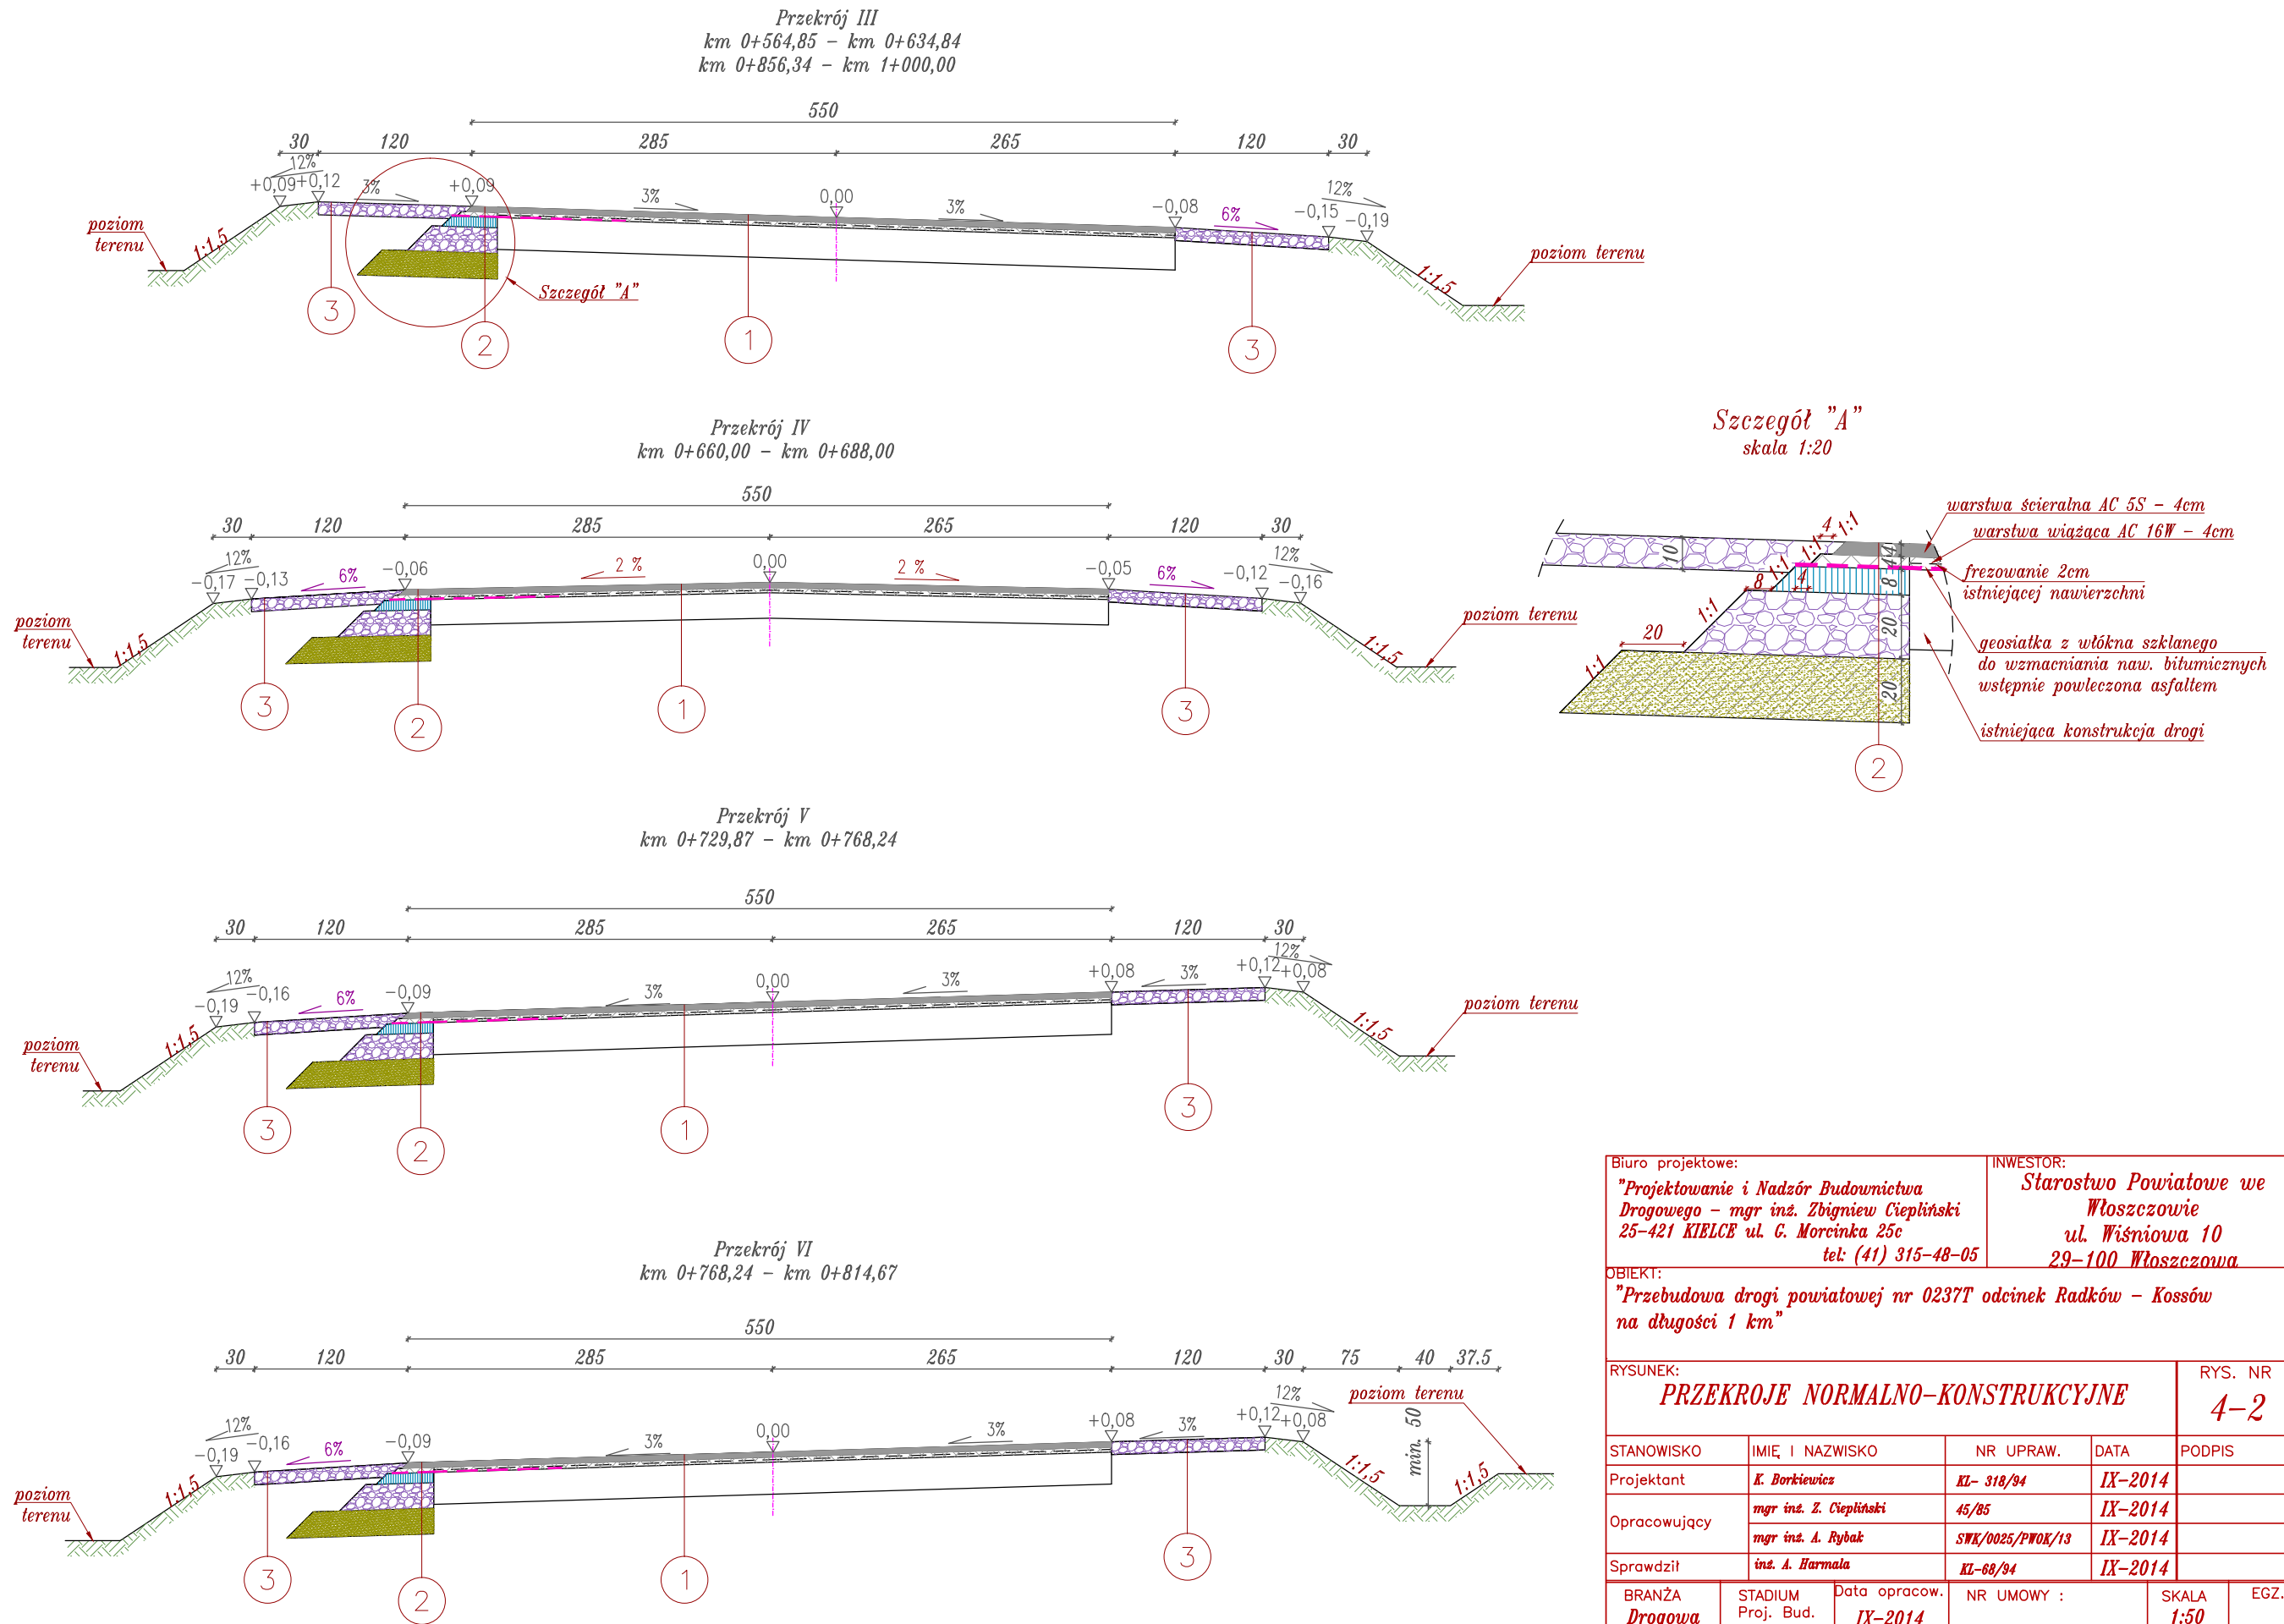 Przekrój III
km 0+564,85 – km 0+634,84
km 0+856,34 – km 1+000,00
550
30 120 285 265 120 30
12% 3% 3% 3% 6% 12%
+0,09 +0,12 +0,09 0,00 -0,08 -0,15 -0,19
poziom
terenu
1:1,5
Szczegół "A"
1:1,5
poziom terenu
3 2 1 3
Przekrój IV
km 0+660,00 – km 0+688,00
550
30 120 285 265 120 30
12% 6% 2 % 2 % 6% 12%
-0,17 -0,13 -0,06 0,00 -0,05 -0,12 -0,16
poziom
terenu
1:1,5
1:1,5
poziom terenu
3 2 1 3
Szczegół "A"
skala 1:20
4 1:1
10 1:1 4 4
8 1:1 4 8
1:1 20
20
1:1 20
warstwa ścieralna AC 5S – 4cm
warstwa wiążąca AC 16W – 4cm
frezowanie 2cm
istniejącej nawierzchni
geosiatka z włókna szklanego
do wzmacniania naw. bitumicznych
wstępnie powleczona asfaltem
istniejąca konstrukcja drogi
2
Przekrój V
km 0+729,87 – km 0+768,24
550
30 120 285 265 120 30
12% 6% 3% 3% 3% 12%
-0,19 -0,16 -0,09 0,00 +0,08 +0,12 +0,08
poziom
terenu
1:1,5
1:1,5
poziom terenu
3 2 1 3
Przekrój VI
km 0+768,24 – km 0+814,67
550
30 120 285 265 120 30 75 40 37.5
12% 6% 3% 3% 3% 12%
-0,19 -0,16 -0,09 0,00 +0,08 +0,12 +0,08
poziom
terenu
1:1,5
1:1,5
min. 50
1:1,5
poziom terenu
3 2 1 3
Biuro projektowe:
"Projektowanie i Nadzór Budownictwa
Drogowego – mgr inż. Zbigniew Ciepliński
25-421 KIELCE ul. G. Morcinka 25c
tel: (41) 315-48-05
INWESTOR:
Starostwo Powiatowe we
Włoszczowie
ul. Wiśniowa 10
29-100 Włoszczowa
OBIEKT:
"Przebudowa drogi powiatowej nr 0237T odcinek Radków – Kossów
na długości 1 km"
RYSUNEK:
PRZEKROJE NORMALNO-KONSTRUKCYJNE
RYS. NR
4-2
STANOWISKO IMIĘ I NAZWISKO NR UPRAW. DATA PODPIS
Projektant K. Borkiewicz KL- 318/94 IX-2014
Opracowujący mgr inż. Z. Ciepliński 45/85 IX-2014
mgr inż. A. Rybak SWK/0025/PWOK/13 IX-2014
Sprawdził inż. A. Harmala KL-68/94 IX-2014
BRANŻA STADIUM Data opracow. NR UMOWY : SKALA EGZ.
Drogowa Proj. Bud. IX-2014 1:50